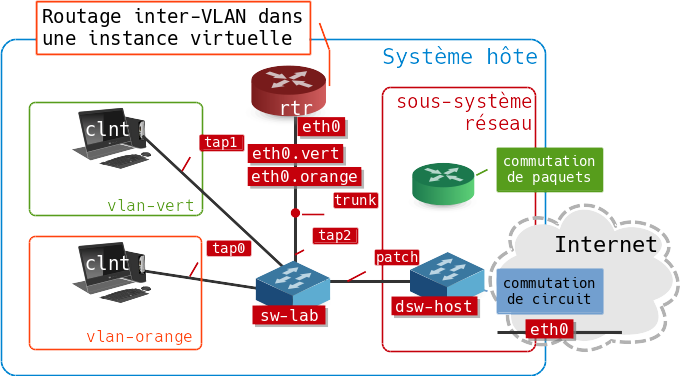 Routage inter-VLAN dans
une instance virtuelle
Système hôte
rtr
sous-système
réseau
eth0
clnt
tap1
eth0.vert
commutation
de paquets
eth0.orange
vlan-vert
trunk
tap2
Internet
clnt
tap0
patch
commutation
de circuit
sw-lab
dsw-host
eth0
vlan-orange